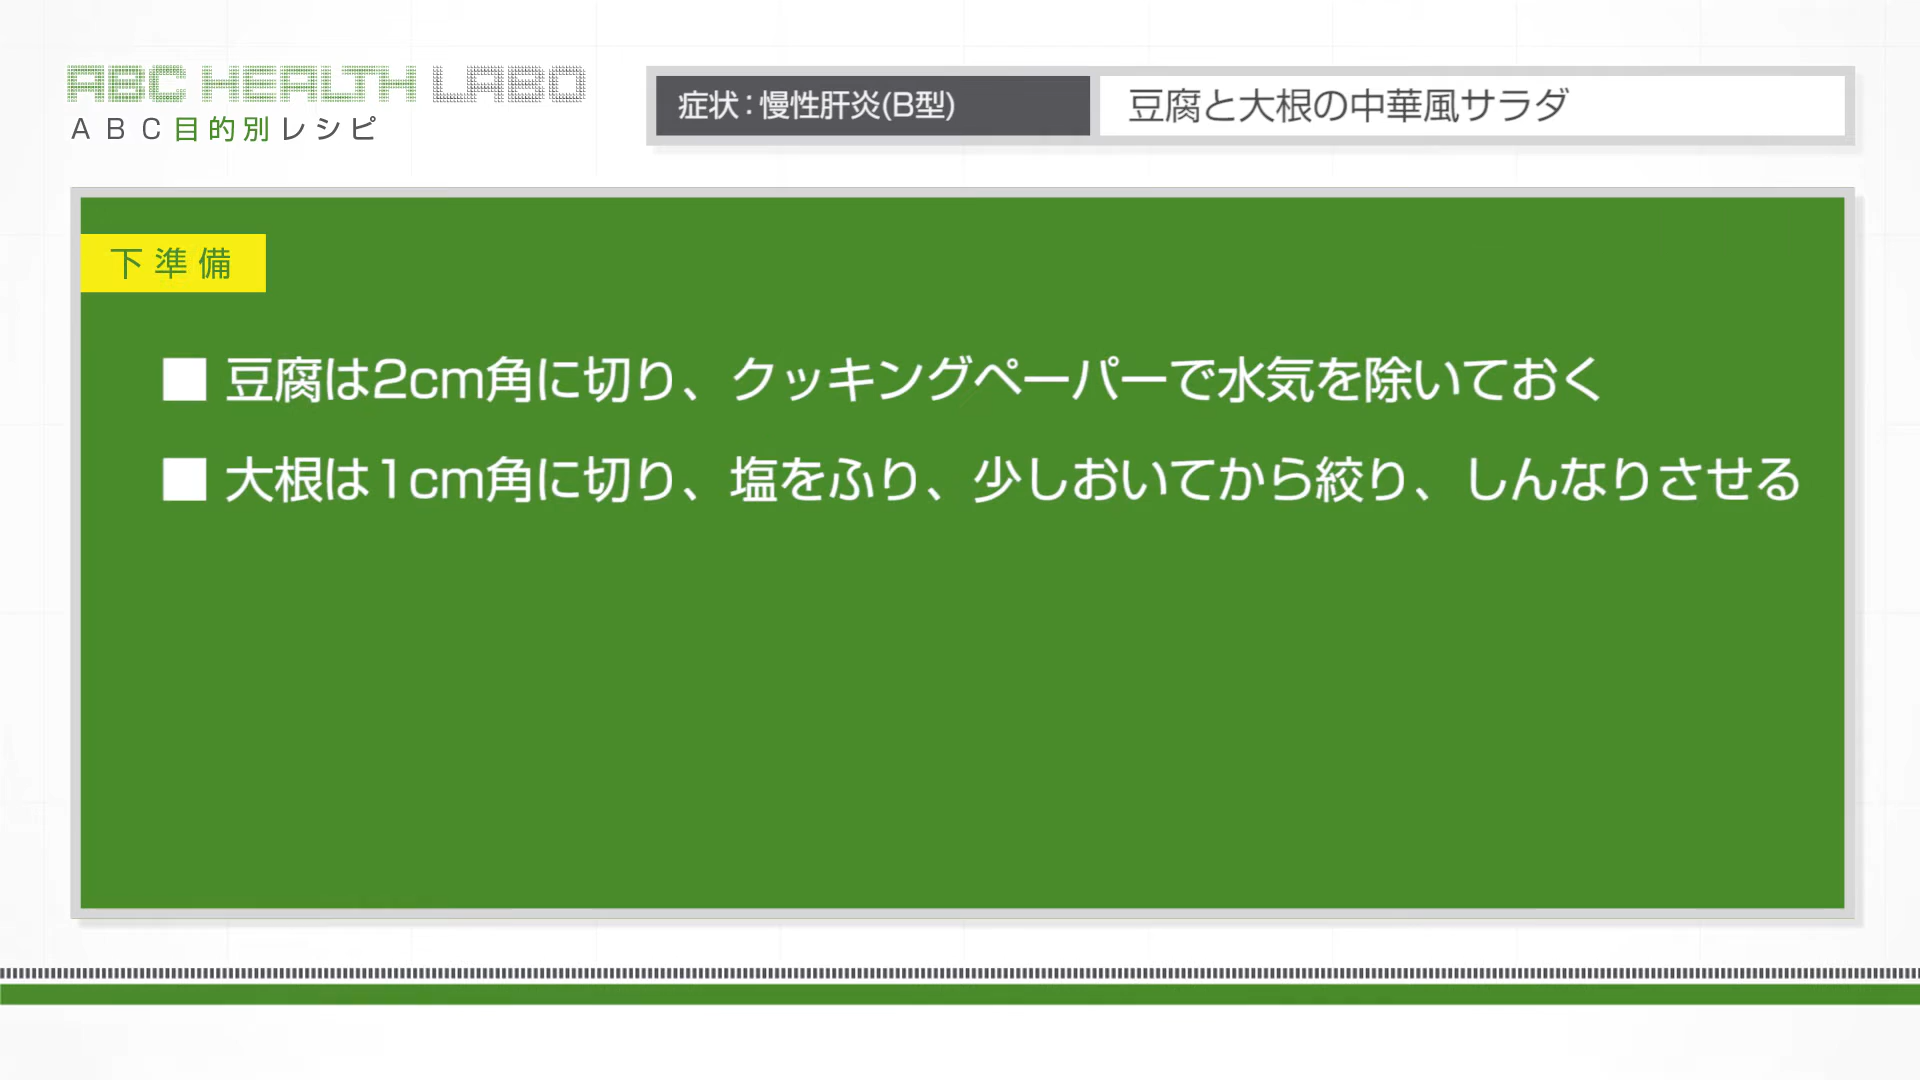 ABC HEALTH LABO
ABC目的別レシピ
症状:慢性肝炎(B型)
豆腐と大根の中華風サラダ
下準備
■ 豆腐は2cm角に切り、クッキングペーパーで水気を除いておく
■ 大根は1cm角に切り、塩をふり、少しおいてから絞り、しんなりさせる